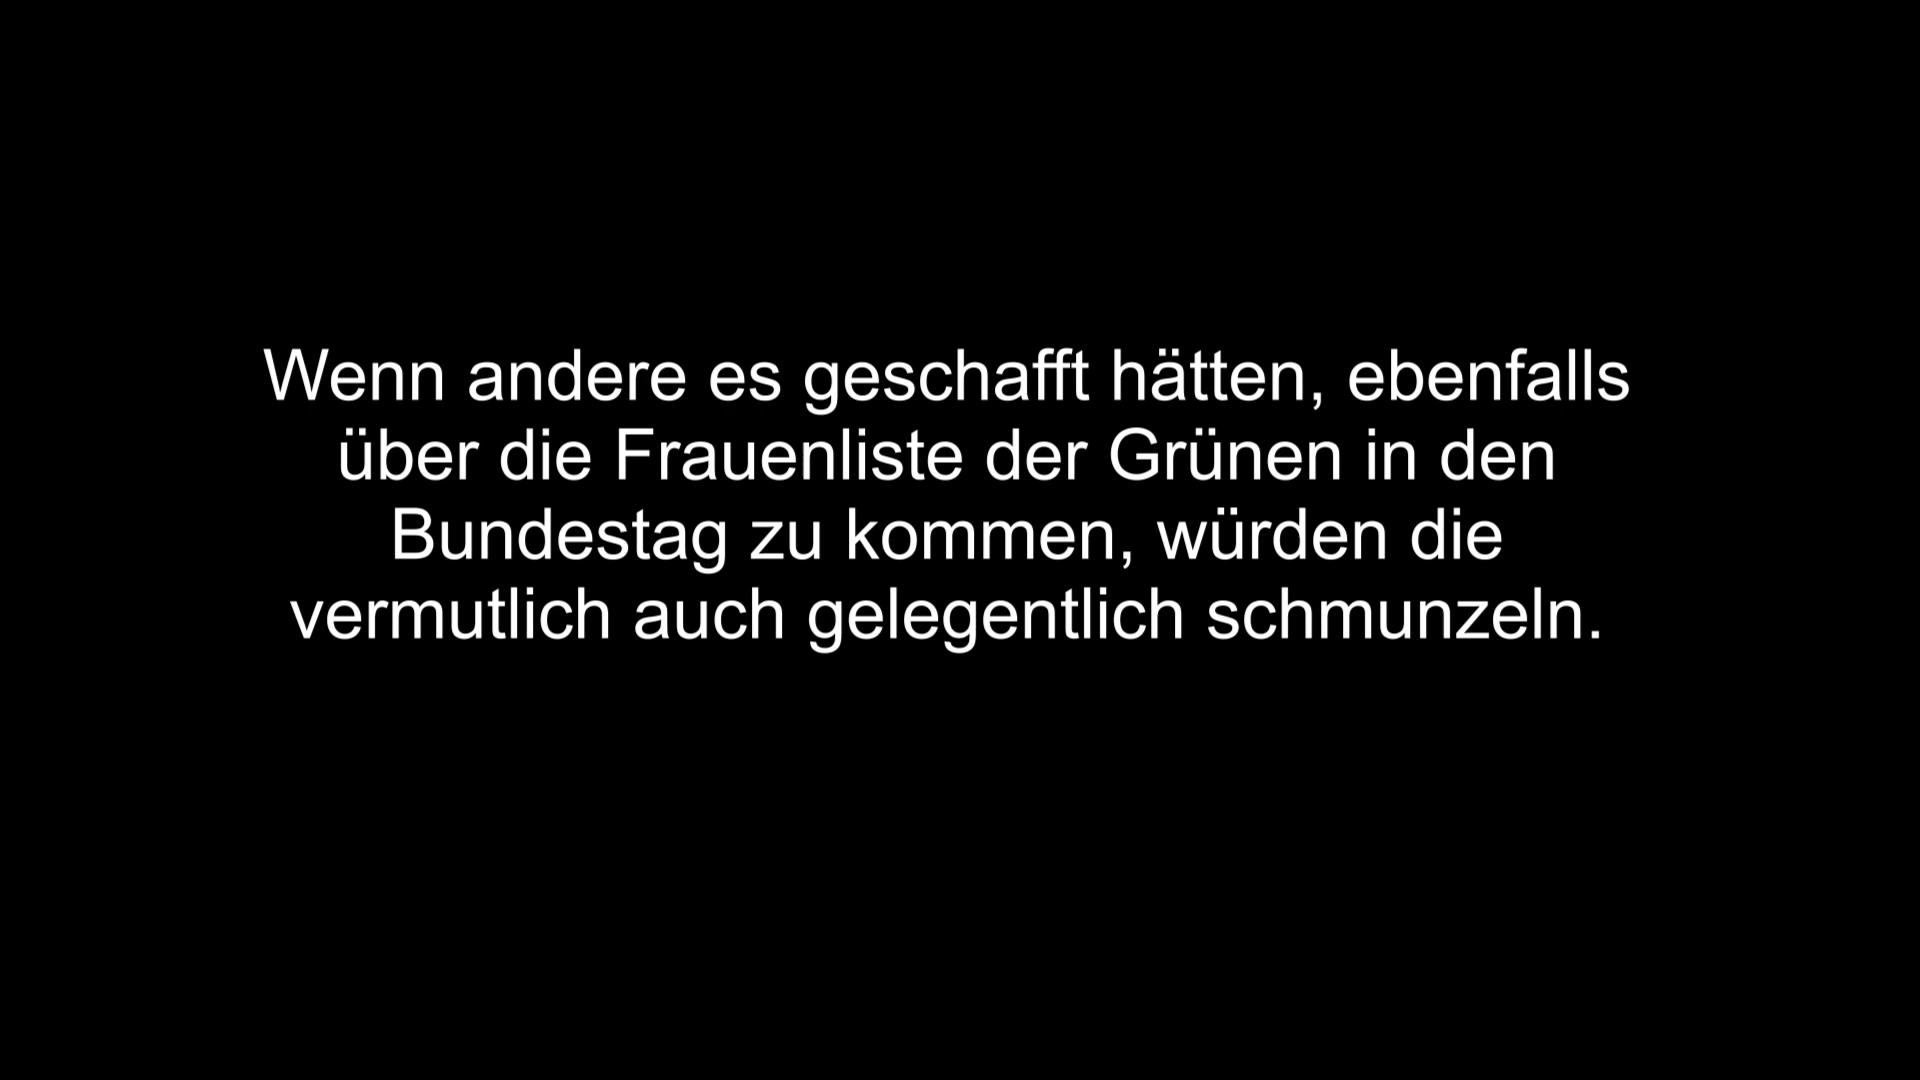 Wenn andere es geschafft hätten, ebenfalls
über die Frauenliste der Grünen in den
Bundestag zu kommen, würden die
vermutlich auch gelegentlich schmunzeln.